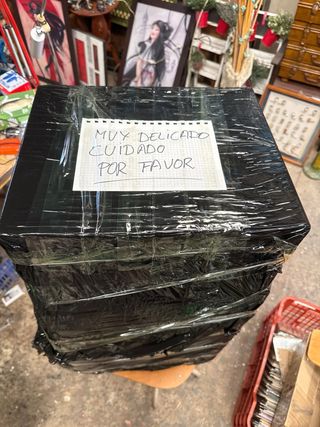 MUY DELICADO
CUIDADO
POR FAVOR